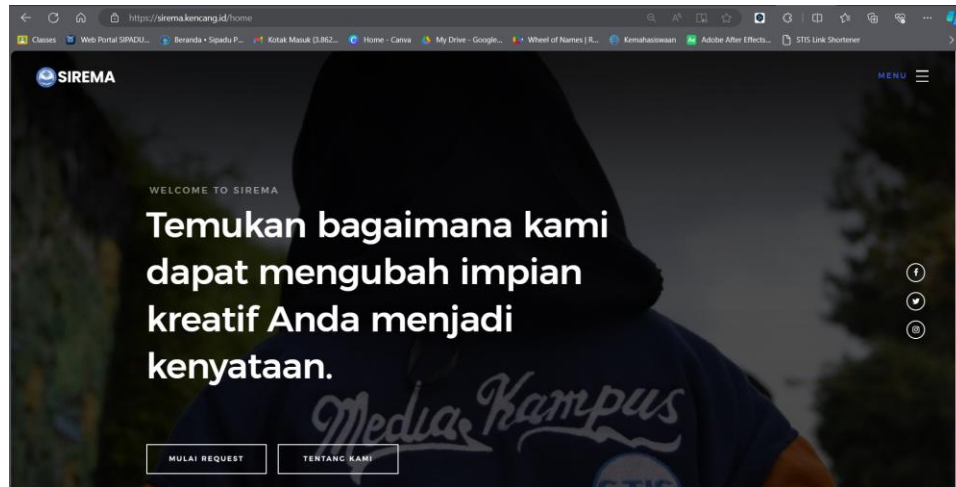 https://sirema.kencang.id/home
Classes Web Portal SIPADU... Beranda • Sipadu P... Kotak Masuk (3.862... Home - Canva My Drive - Google... Wheel of Names | R... Kemahasiswaan Adobe After Effects... STIS Link Shortener
SIREMA
MENU
WELCOME TO SIREMA
Temukan bagaimana kami
dapat mengubah impian
kreatif Anda menjadi
kenyataan.
Media Kampus
MULAI REQUEST TENTANG KAMI
STIS